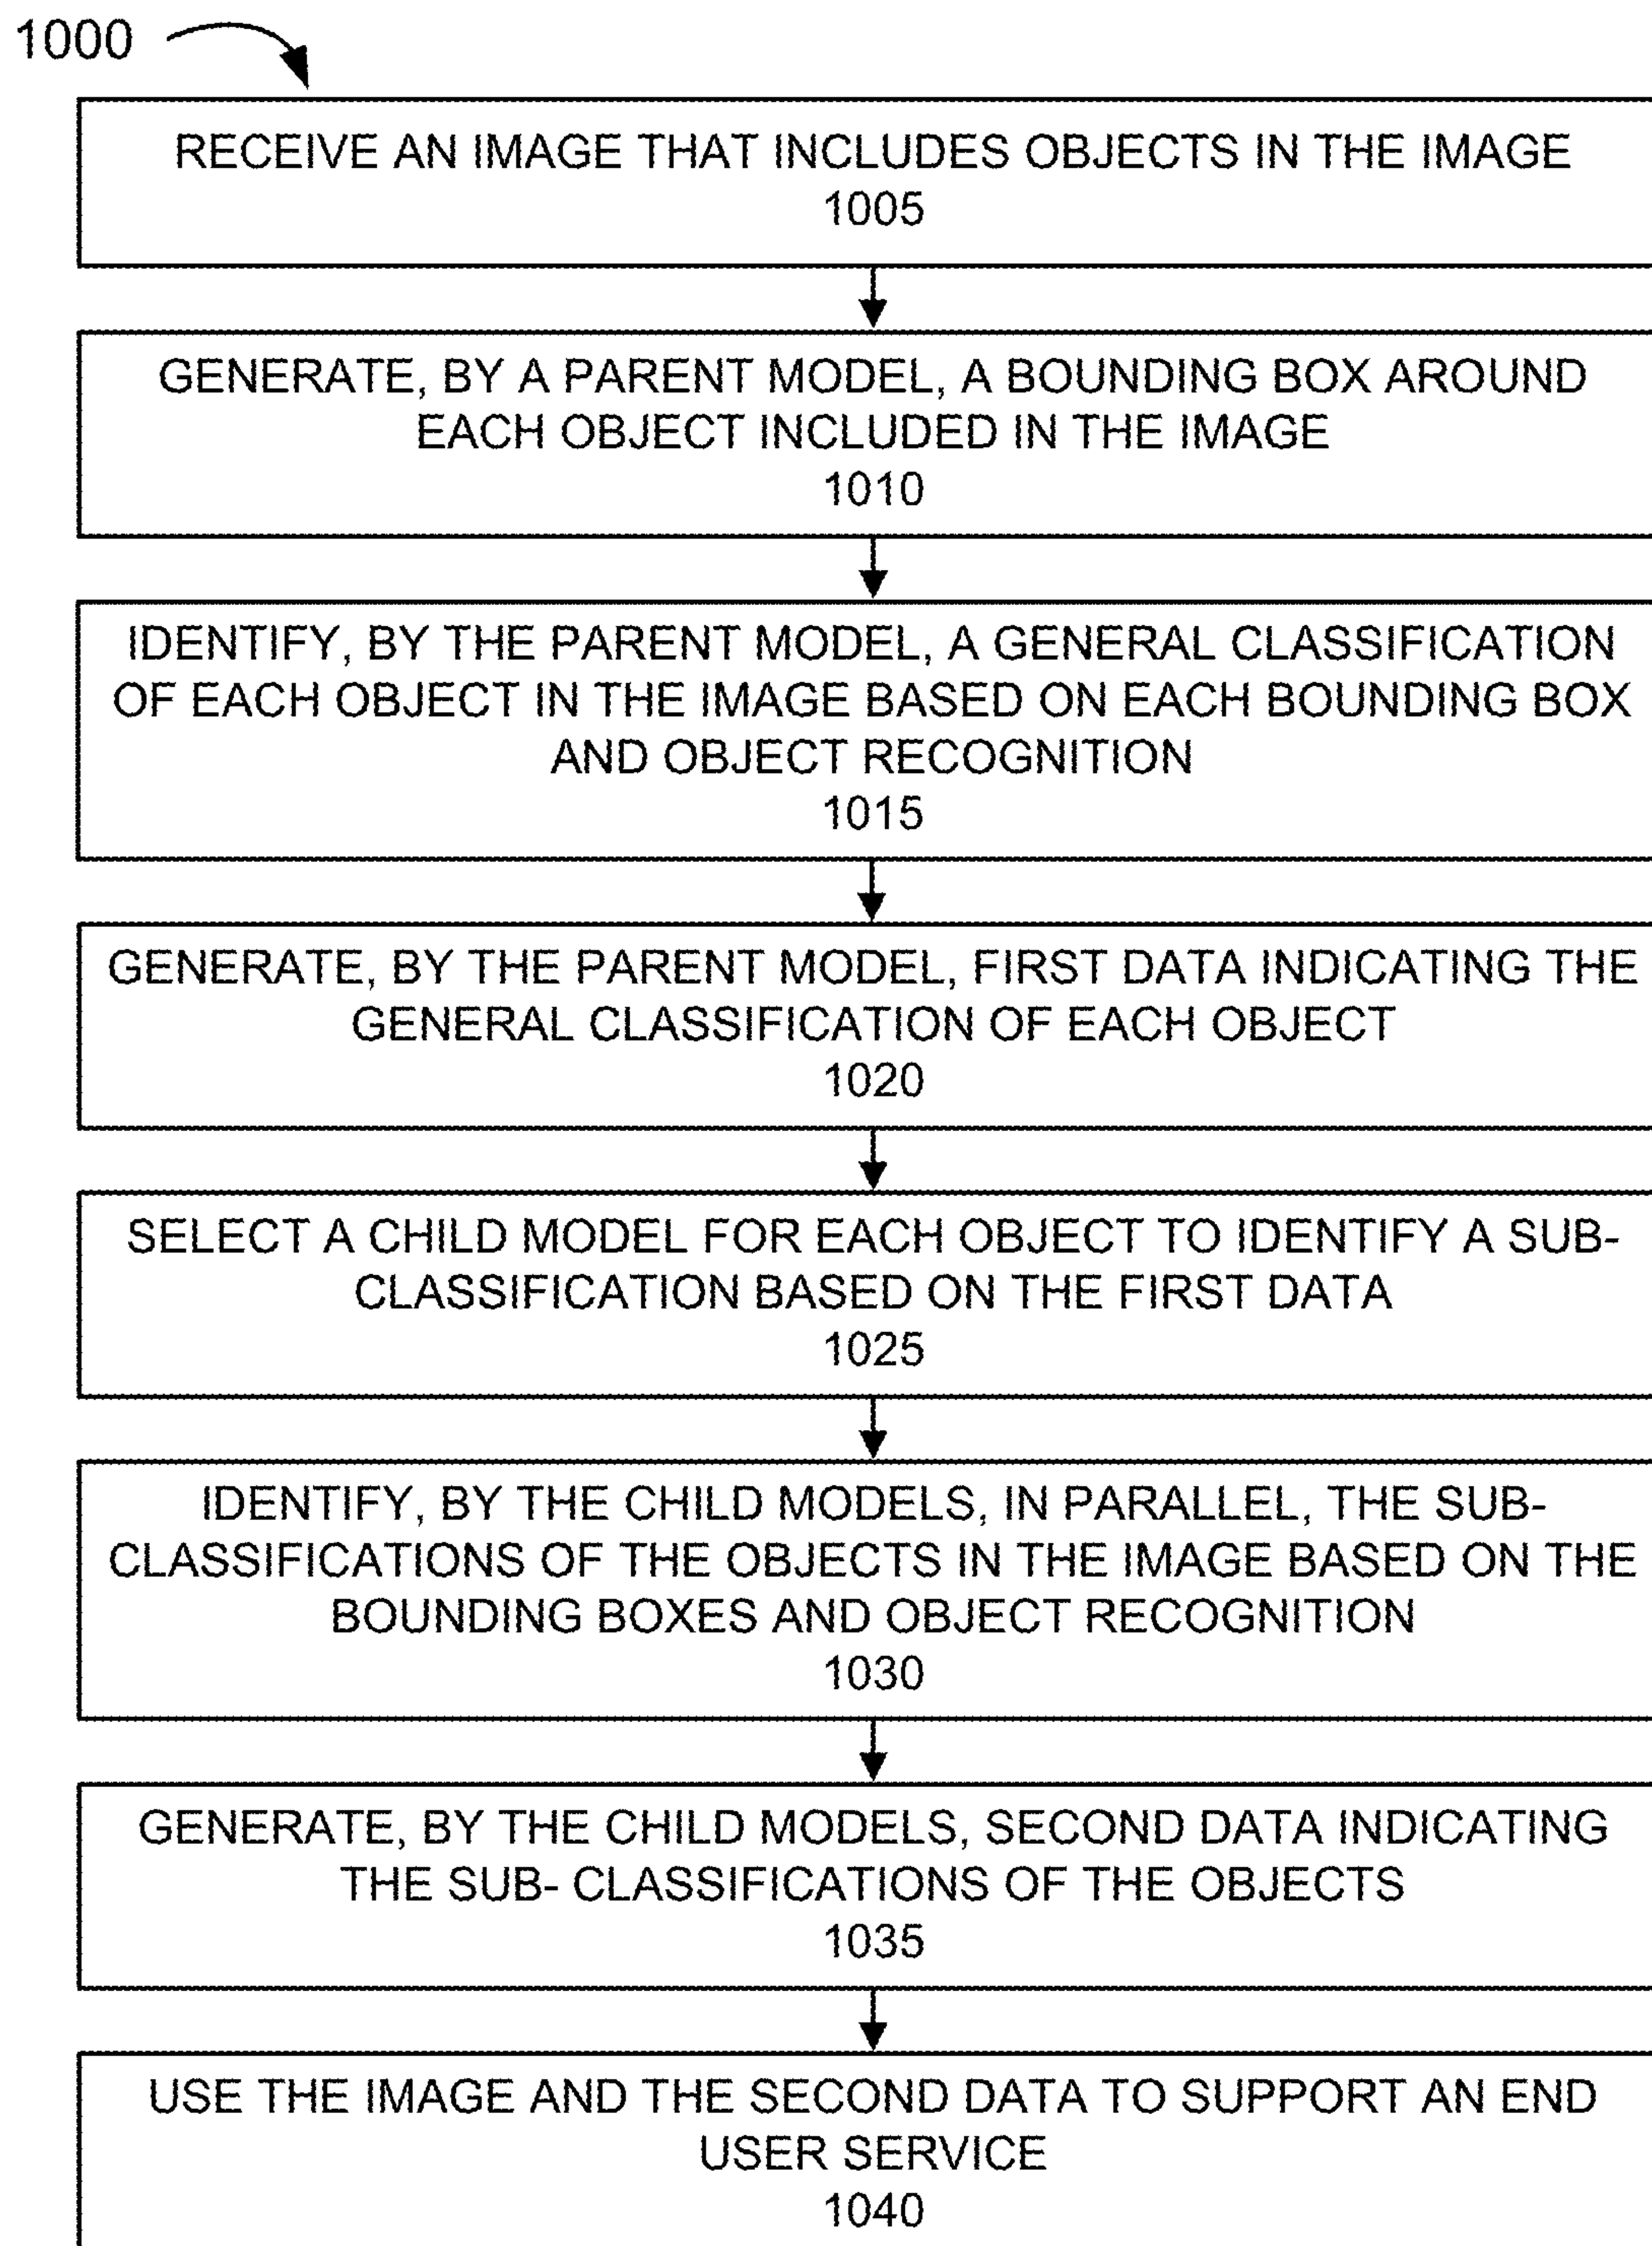 1000
RECEIVE AN IMAGE THAT INCLUDES OBJECTS IN THE IMAGE
1005
GENERATE, BY A PARENT MODEL, A BOUNDING BOX AROUND
EACH OBJECT INCLUDED IN THE IMAGE
1010
IDENTIFY, BY THE PARENT MODEL, A GENERAL CLASSIFICATION
OF EACH OBJECT IN THE IMAGE BASED ON EACH BOUNDING BOX
AND OBJECT RECOGNITION
1015
GENERATE, BY THE PARENT MODEL, FIRST DATA INDICATING THE
GENERAL CLASSIFICATION OF EACH OBJECT
1020
SELECT A CHILD MODEL FOR EACH OBJECT TO IDENTIFY A SUB-
CLASSIFICATION BASED ON THE FIRST DATA
1025
IDENTIFY, BY THE CHILD MODELS, IN PARALLEL, THE SUB-
CLASSIFICATIONS OF THE OBJECTS IN THE IMAGE BASED ON THE
BOUNDING BOXES AND OBJECT RECOGNITION
1030
GENERATE, BY THE CHILD MODELS, SECOND DATA INDICATING
THE SUB- CLASSIFICATIONS OF THE OBJECTS
1035
USE THE IMAGE AND THE SECOND DATA TO SUPPORT AN END
USER SERVICE
1040